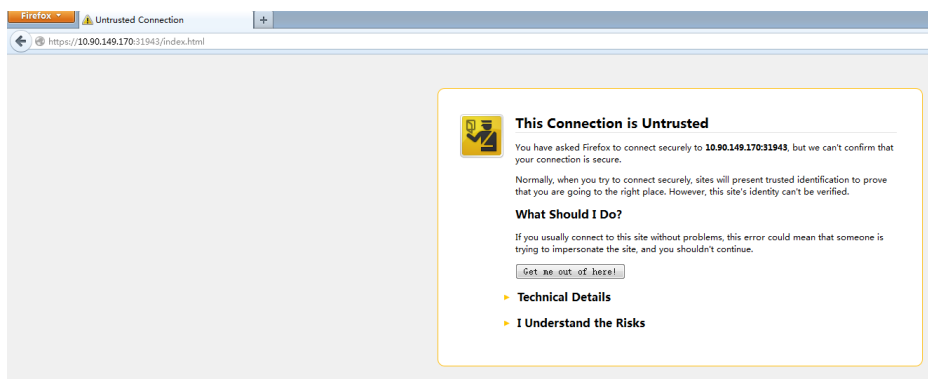 Firefox
Untrusted Connection
+
https://10.90.149.170:31943/index.html
This Connection is Untrusted
You have asked Firefox to connect securely to 10.90.149.170:31943, but we can't confirm that
your connection is secure.
Normally, when you try to connect securely, sites will present trusted identification to prove
that you are going to the right place. However, this site's identity can't be verified.
What Should I Do?
If you usually connect to this site without problems, this error could mean that someone is
trying to impersonate the site, and you shouldn't continue.
Get me out of here!
Technical Details
I Understand the Risks